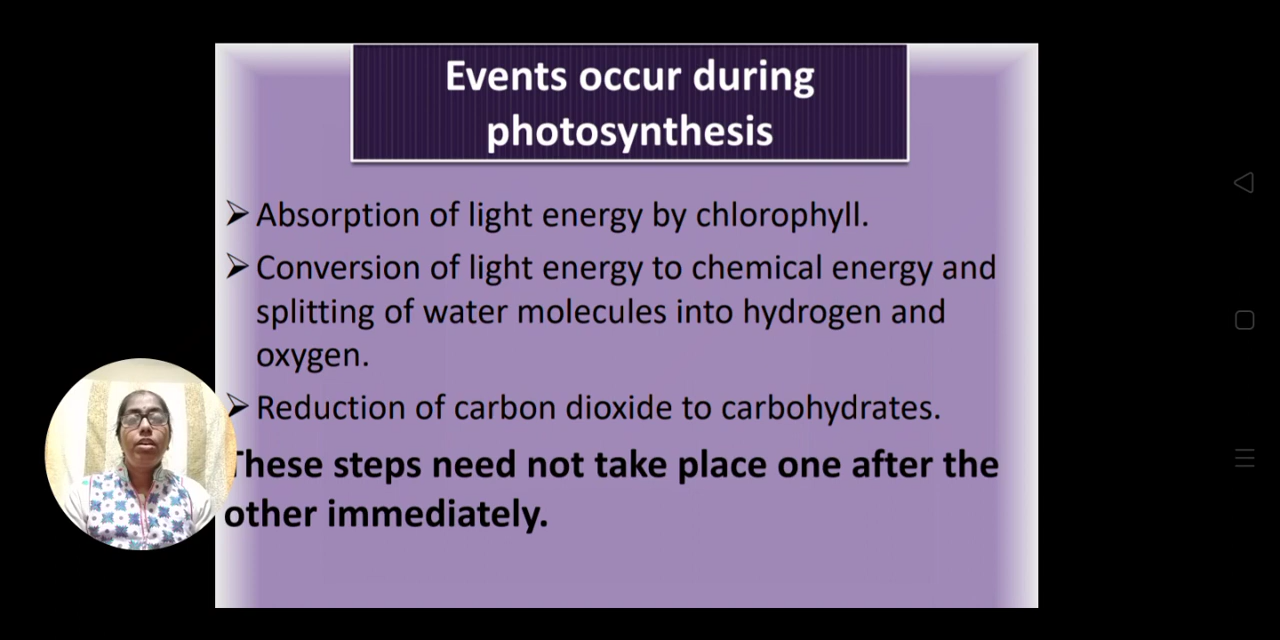 Events occur during
photosynthesis
Absorption of light energy by chlorophyll.
Conversion of light energy to chemical energy and
splitting of water molecules into hydrogen and
oxygen.
Reduction of carbon dioxide to carbohydrates.
These steps need not take place one after the
other immediately.